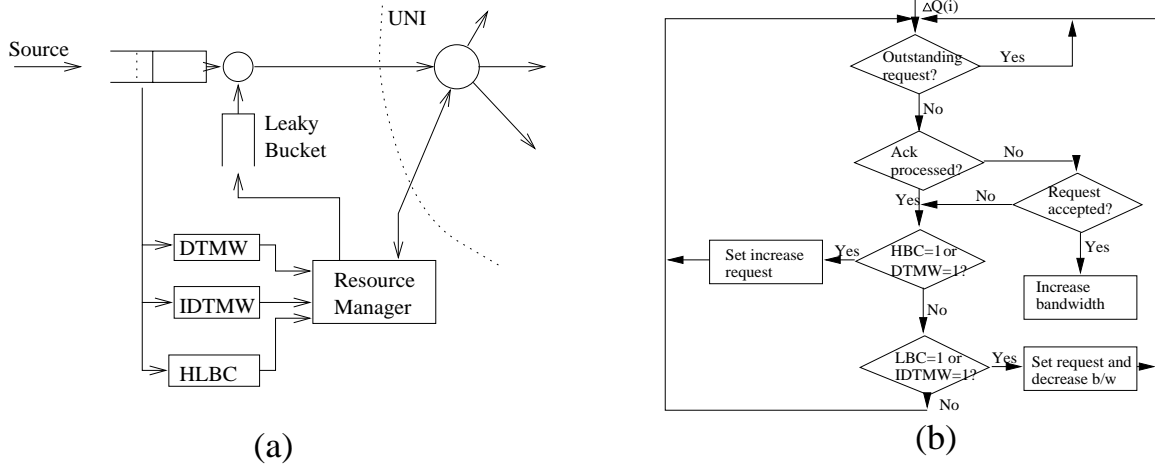 Source
UNI
Leaky
Bucket
DTMW
IDTMW
HLBC
Resource
Manager
(a)
△Q(i)
Outstanding
request?
Yes
No
Ack
processed?
No
Yes
Request
accepted?
No
Yes
Increase
bandwidth
HBC=1 or
DTMW=1?
Yes
Set increase
request
No
LBC=1 or
IDTMW=1?
Yes
Set request and
decrease b/w
No
(b)